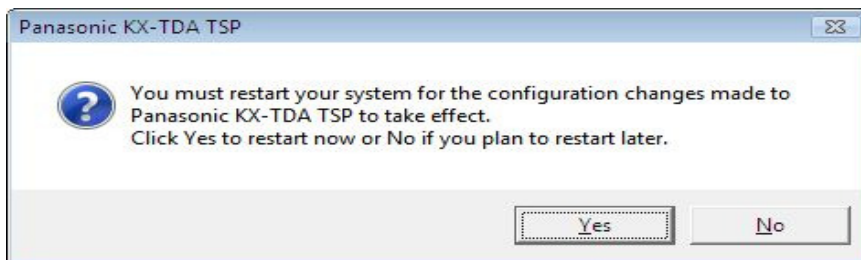 Panasonic KX-TDA TSP
You must restart your system for the configuration changes made to
Panasonic KX-TDA TSP to take effect.
Click Yes to restart now or No if you plan to restart later.
Yes
No